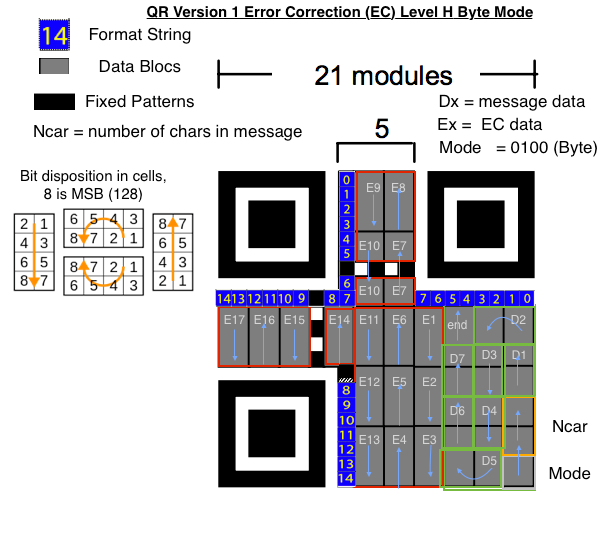 QR Version 1 Error Correction (EC) Level H Byte Mode
14 Format String
Data Blocs
Fixed Patterns
21 modules
Dx = message data
Ex = EC data
Mode = 0100 (Byte)
Ncar = number of chars in message
5
Bit disposition in cells,
8 is MSB (128)
2 1
4 3
6 5
8 7
6 5 4 3
8 7 2 1
8 7 2 1
6 5 4 3
8 7
6 5
4 3
2 1
0
1
2
3
4
5
E9 E8
E10 E7
6 E10 E7
14 13 12 11 10 9 8 7 7 6 5 4 3 2 1 0
E17 E16 E15 E14 E11 E6 E1 end D2
D7 D3 D1
8
9
10
11
12
13
14
E12 E5 E2
D6 D4
E13 E4 E3
D5
Ncar
Mode